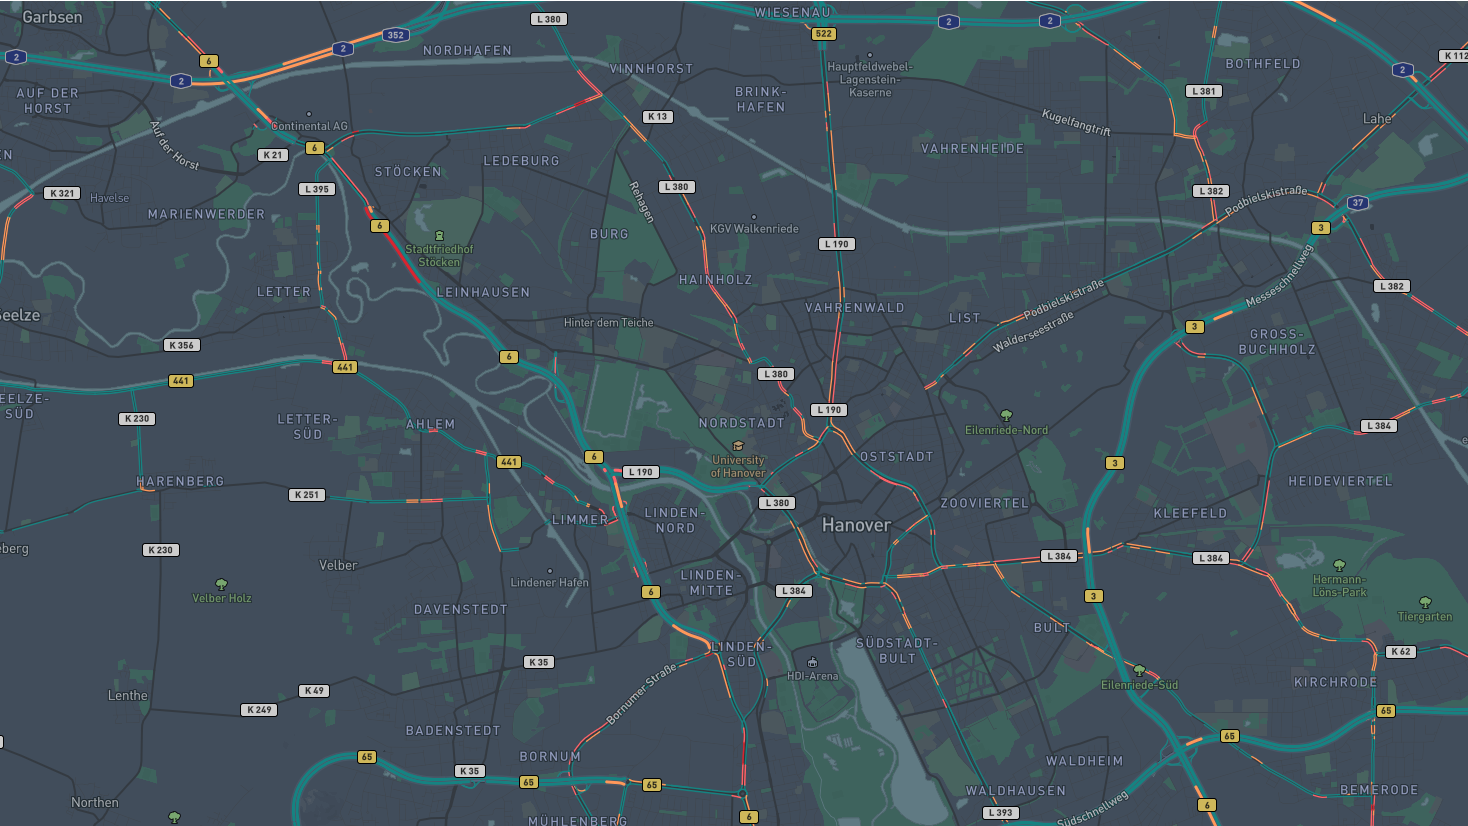 Garbsen
L 380
WIESENAU
2
2
352
2
522
2
2
NORDHAFEN
6
2
VINNHORST
Hauptfeldwebel-
Lagenstein-
Kaserne
BOTHFELD
K 112
2
AUF DER
HORST
BRINK-
HAFEN
L 381
Auf der Horst
Continental AG
K 13
Kugelfangtrift
Lahe
K 21
6
LEDEBURG
VAHRENHEIDE
STÖCKEN
K 321
Havelse
L 395
Rehagen
L 380
L 382
Podbielskistraße
37
MARIENWERDER
6
BURG
KGV Walkenriede
3
Stadtfriedhof
Stöcken
L 190
HAINHOLZ
Messeschnellweg
LETTER
LEINHAUSEN
VAHRENWALD
Podbielskistraße
L 382
Seelze
Hinter dem Teiche
LIST
Walderseestraße
3
GROSS-
BUCHHOLZ
K 356
6
441
441
L 380
EELZE-
SÜD
K 230
LETTER-
SÜD
AHLEM
NORDSTADT
L 190
Eilenriede-Nord
L 384
441
6
L 190
University
of Hanover
OSTSTADT
3
HARENBERG
K 251
L 380
ZOOVIERTEL
HEIDEVIERTEL
LIMMER
LINDEN-
NORD
Hanover
KLEEFELD
eberg
K 230
Velber
L 384
L 384
Velber Holz
Lindener Hafen
LINDEN-
MITTE
L 384
6
3
Hermann-
Löns-Park
Tiergarten
DAVENSTEDT
BULT
LINDEN-
SÜD
SÜDSTADT-
BULT
K 62
K 35
HDI-Arena
Eilenriede-Süd
KIRCHRODE
Lenthe
K 49
K 249
Bornumer Straße
65
BADENSTEDT
65
65
BORNUM
WALDHEIM
K 35
65
65
Northen
WALDHAUSEN
BEMERODE
MÜHLENBERG
6
L 393
Südschnellweg
6